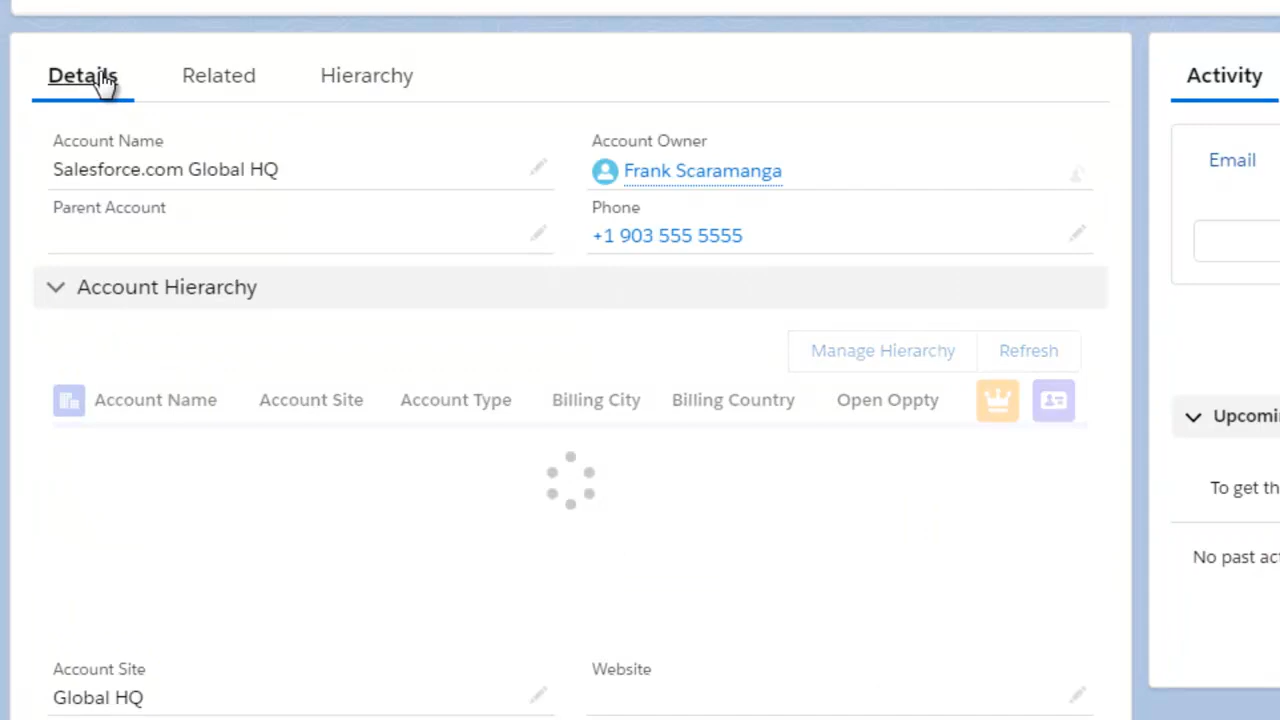 Details Related Hierarchy
Account Name
Salesforce.com Global HQ
Account Owner
Frank Scaramanga
Parent Account
Phone
+1 903 555 5555
Account Hierarchy
Manage Hierarchy Refresh
Account Name Account Site Account Type Billing City Billing Country Open Oppty
Account Site
Global HQ
Website
Activity
Email
Upcomin
To get th
No past act